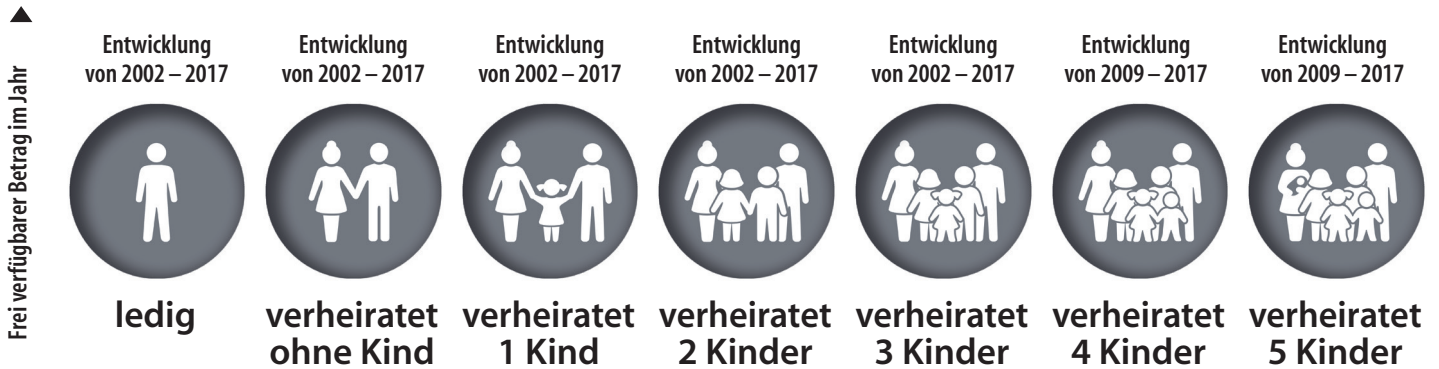 Frei verfügbarer Betrag im Jahr
Entwicklung
von 2002 – 2017
ledig
Entwicklung
von 2002 – 2017
verheiratet
ohne Kind
Entwicklung
von 2002 – 2017
verheiratet
1 Kind
Entwicklung
von 2002 – 2017
verheiratet
2 Kinder
Entwicklung
von 2002 – 2017
verheiratet
3 Kinder
Entwicklung
von 2009 – 2017
verheiratet
4 Kinder
Entwicklung
von 2009 – 2017
verheiratet
5 Kinder